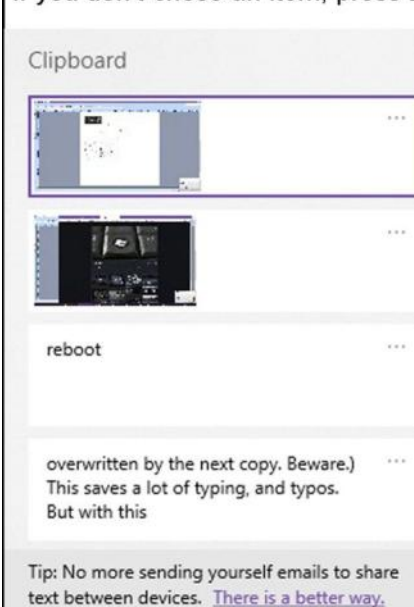 Clipboard
reboot
overwritten by the next copy. Beware.)
This saves a lot of typing, and typos.
But with this
Tip: No more sending yourself emails to share
text between devices. There is a better way.